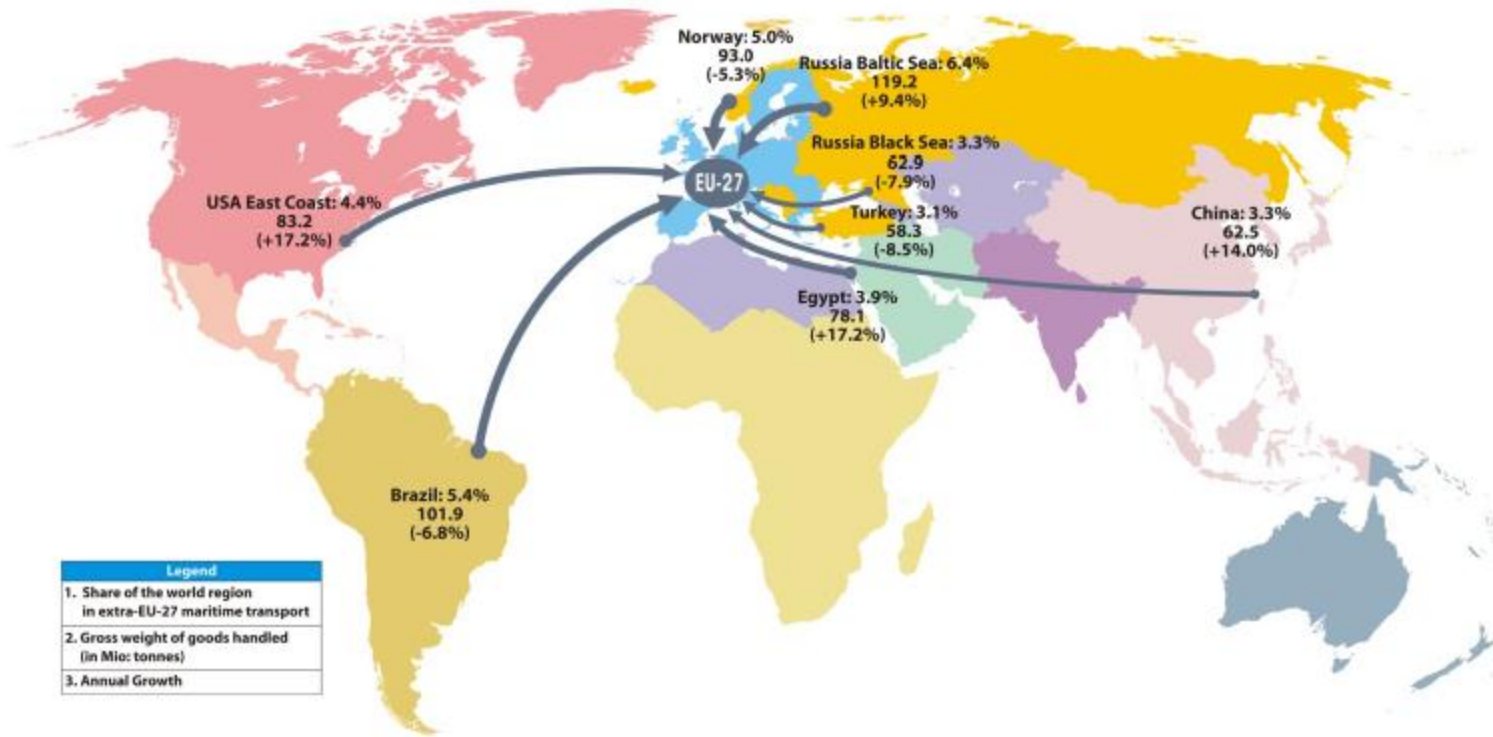 Norway: 5.0%
93.0
(-5.3%)
Russia Baltic Sea: 6.4%
119.2
(+9.4%)
Russia Black Sea: 3.3%
62.9
(-7.9%)
EU-27
USA East Coast: 4.4%
83.2
(+17.2%)
Turkey: 3.1%
58.3
(-8.5%)
China: 3.3%
62.5
(+14.0%)
Egypt: 3.9%
78.1
(+17.2%)
Brazil: 5.4%
101.9
(-6.8%)
Legend
1. Share of the world region
in extra-EU-27 maritime transport
2. Gross weight of goods handled
(in Mio: tonnes)
3. Annual Growth